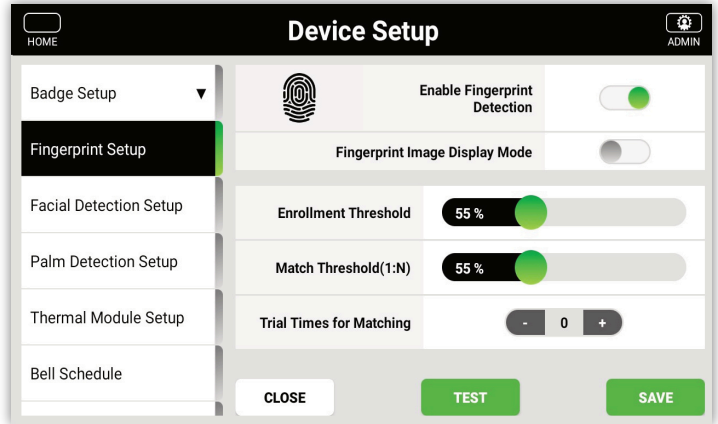 HOME
Device Setup
ADMIN
Badge Setup ▼
Fingerprint Setup
Facial Detection Setup
Palm Detection Setup
Thermal Module Setup
Bell Schedule
Enable Fingerprint
Detection
Fingerprint Image Display Mode
Enrollment Threshold 55 %
Match Threshold(1:N) 55 %
Trial Times for Matching - 0 +
CLOSE TEST SAVE